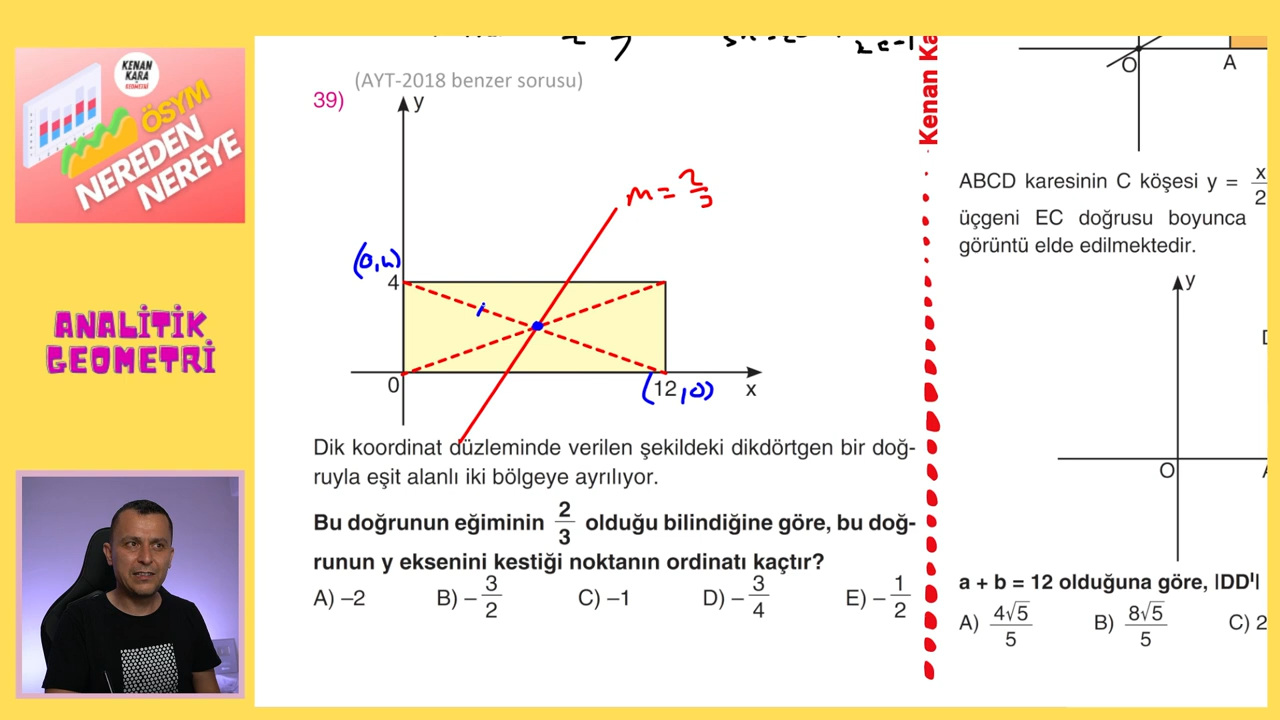 KENAN
KARA
GEOMETRİ
ÖSYM
NEREDEN
NEREYE
ANALİTİK
GEOMETRİ
(AYT-2018 benzer sorusu)
39)
y
m = 2/3
(0,4)
4
0
(12,0)
x
Dik koordinat düzleminde verilen şekildeki dikdörtgen bir doğ-
ruyla eşit alanlı iki bölgeye ayrılıyor.
Bu doğrunun eğiminin 2/3 olduğu bilindiğine göre, bu doğ-
runun y eksenini kestiği noktanın ordinatı kaçtır?
A) –2 B) –3/2 C) –1 D) –3/4 E) –1/2
Kenan Ka
O
A
ABCD karesinin C köşesi y = x/2
üçgeni EC doğrusu boyunca
görüntü elde edilmektedir.
y
O
a + b = 12 olduğuna göre, |DDᴵ|
A) 4√5/5 B) 8√5/5 C) 2